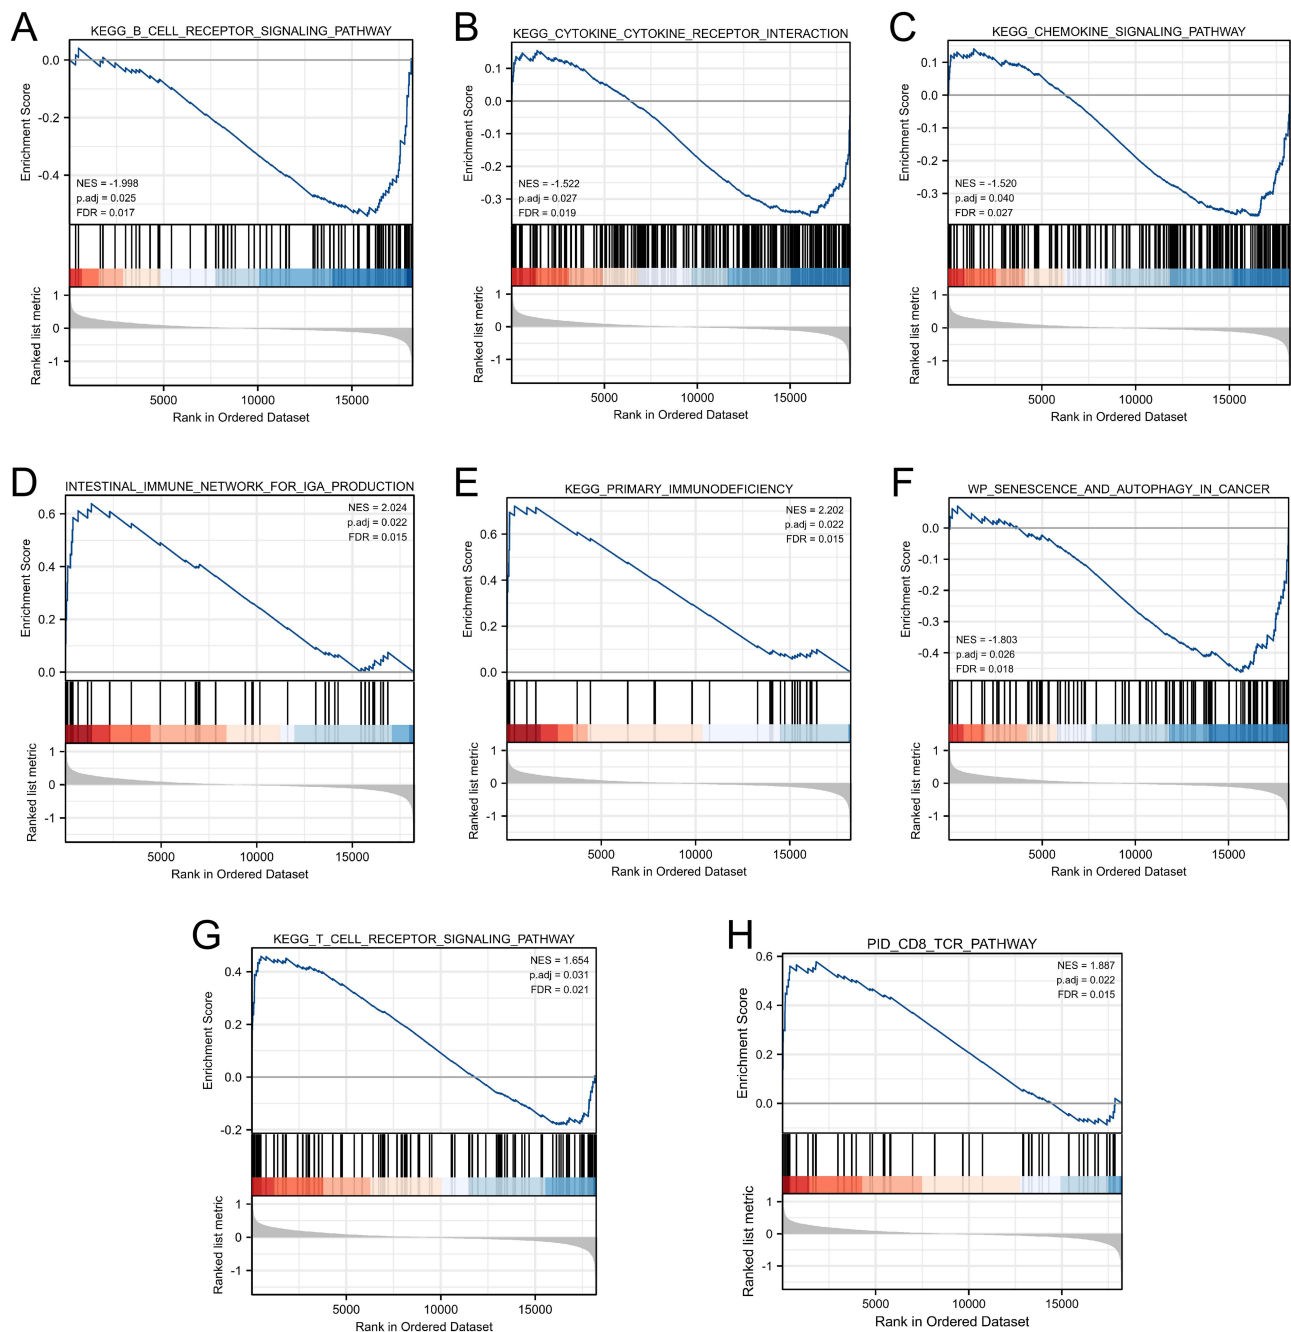 A
KEGG_B_CELL_RECEPTOR_SIGNALING_PATHWAY
Enrichment Score
0.0
-0.2
-0.4
NES = -1.998
p.adj = 0.025
FDR = 0.017
Ranked list metric
1
0
-1
5000 10000 15000
Rank in Ordered Dataset
B
KEGG_CYTOKINE_CYTOKINE_RECEPTOR_INTERACTION
Enrichment Score
0.1
0.0
-0.1
-0.2
-0.3
NES = -1.522
p.adj = 0.027
FDR = 0.019
Ranked list metric
1
0
-1
5000 10000 15000
Rank in Ordered Dataset
C
KEGG_CHEMOKINE_SIGNALING_PATHWAY
Enrichment Score
0.1
0.0
-0.1
-0.2
-0.3
NES = -1.520
p.adj = 0.040
FDR = 0.027
Ranked list metric
1
0
-1
5000 10000 15000
Rank in Ordered Dataset
D
INTESTINAL_IMMUNE_NETWORK_FOR_IGA_PRODUCTION
Enrichment Score
0.6
0.4
0.2
0.0
NES = 2.024
p.adj = 0.022
FDR = 0.015
Ranked list metric
1
0
-1
5000 10000 15000
Rank in Ordered Dataset
E
KEGG_PRIMARY_IMMUNODEFICIENCY
Enrichment Score
0.6
0.4
0.2
0.0
NES = 2.202
p.adj = 0.022
FDR = 0.015
Ranked list metric
1
0
-1
5000 10000 15000
Rank in Ordered Dataset
F
WP_SENESCENCE_AND_AUTOPHAGY_IN_CANCER
Enrichment Score
0.0
-0.1
-0.2
-0.3
-0.4
NES = -1.803
p.adj = 0.026
FDR = 0.018
Ranked list metric
1
0
-1
5000 10000 15000
Rank in Ordered Dataset
G
KEGG_T_CELL_RECEPTOR_SIGNALING_PATHWAY
Enrichment Score
0.4
0.2
0.0
-0.2
NES = 1.654
p.adj = 0.031
FDR = 0.021
Ranked list metric
1
0
-1
5000 10000 15000
Rank in Ordered Dataset
H
PID_CD8_TCR_PATHWAY
Enrichment Score
0.6
0.4
0.2
0.0
NES = 1.887
p.adj = 0.022
FDR = 0.015
Ranked list metric
1
0
-1
5000 10000 15000
Rank in Ordered Dataset